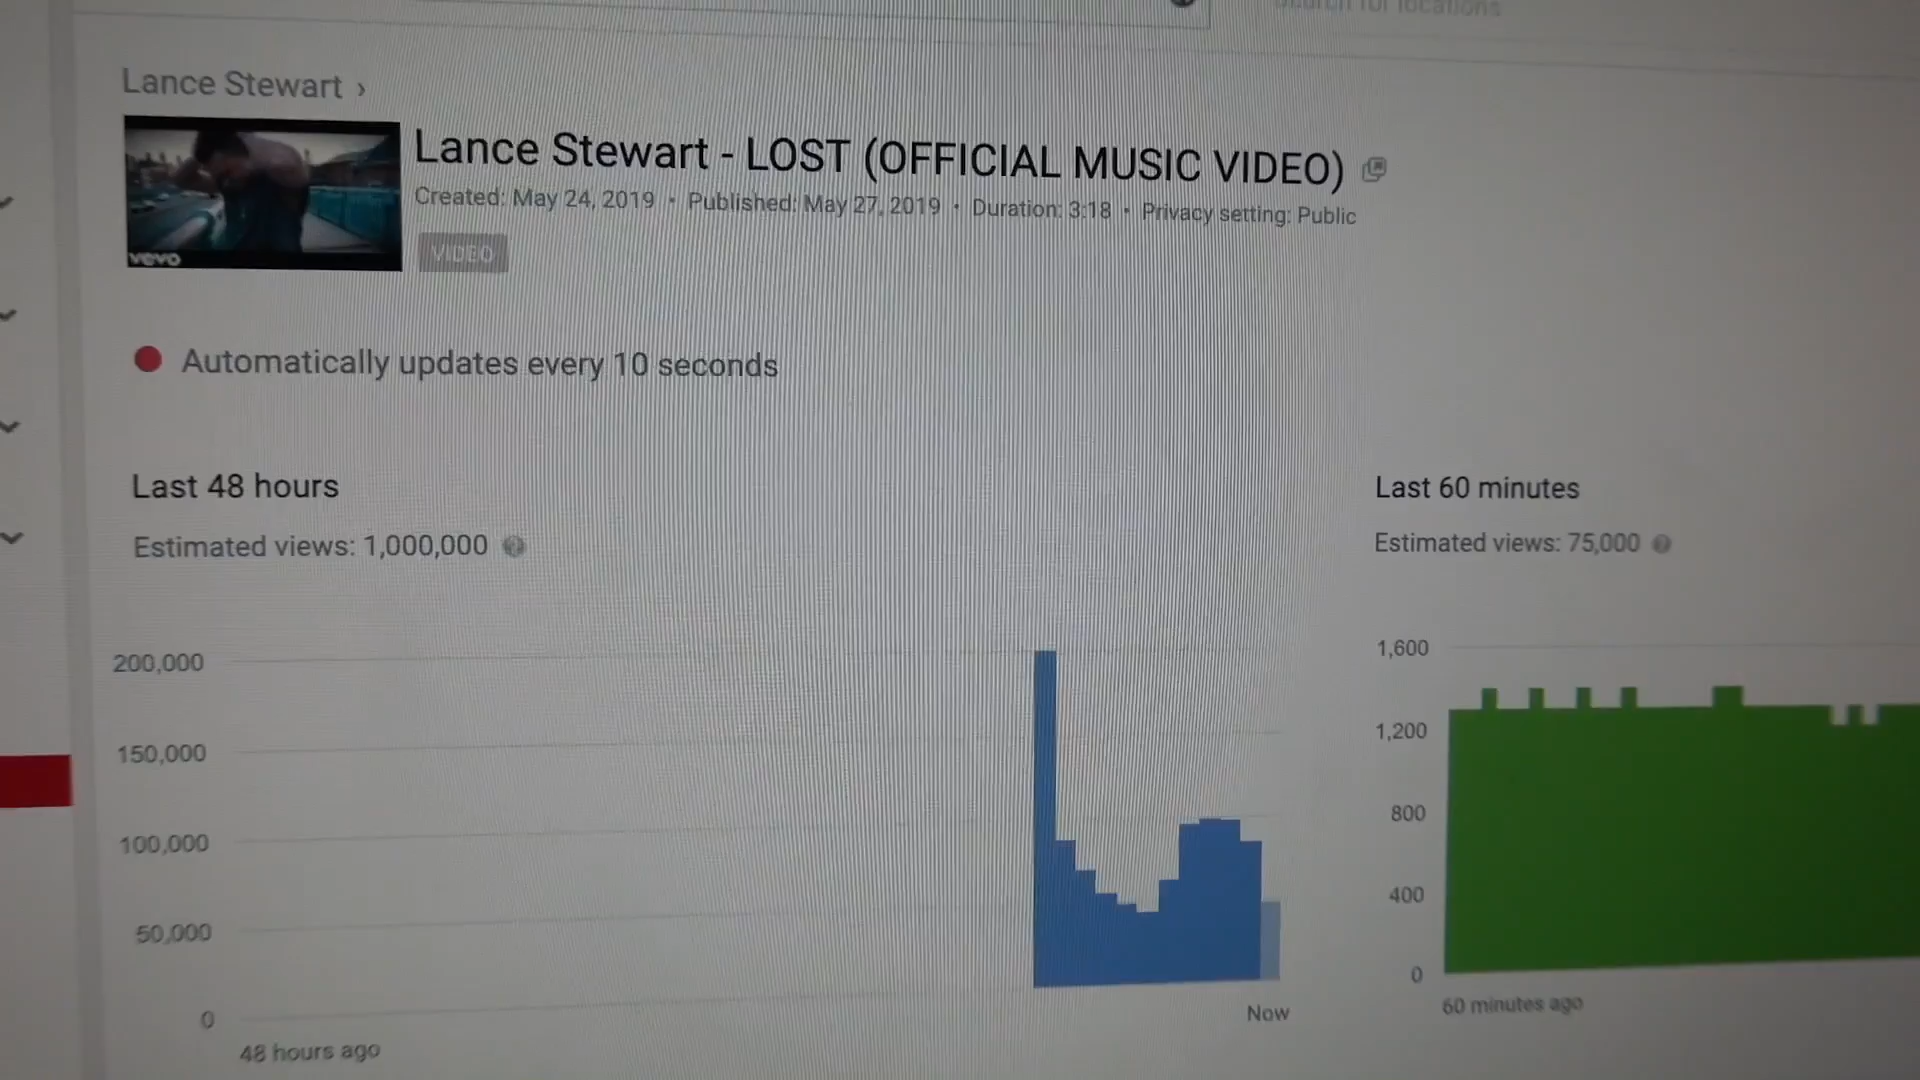 Search for locations
Lance Stewart ›
Lance Stewart - LOST (OFFICIAL MUSIC VIDEO)
Created: May 24, 2019 · Published: May 27, 2019 · Duration: 3:18 · Privacy setting: Public
vevo
VIDEO
Automatically updates every 10 seconds
Last 48 hours
Estimated views: 1,000,000 ?
200,000
150,000
100,000
50,000
0
48 hours ago
Now
Last 60 minutes
Estimated views: 75,000 ?
1,600
1,200
800
400
0
60 minutes ago